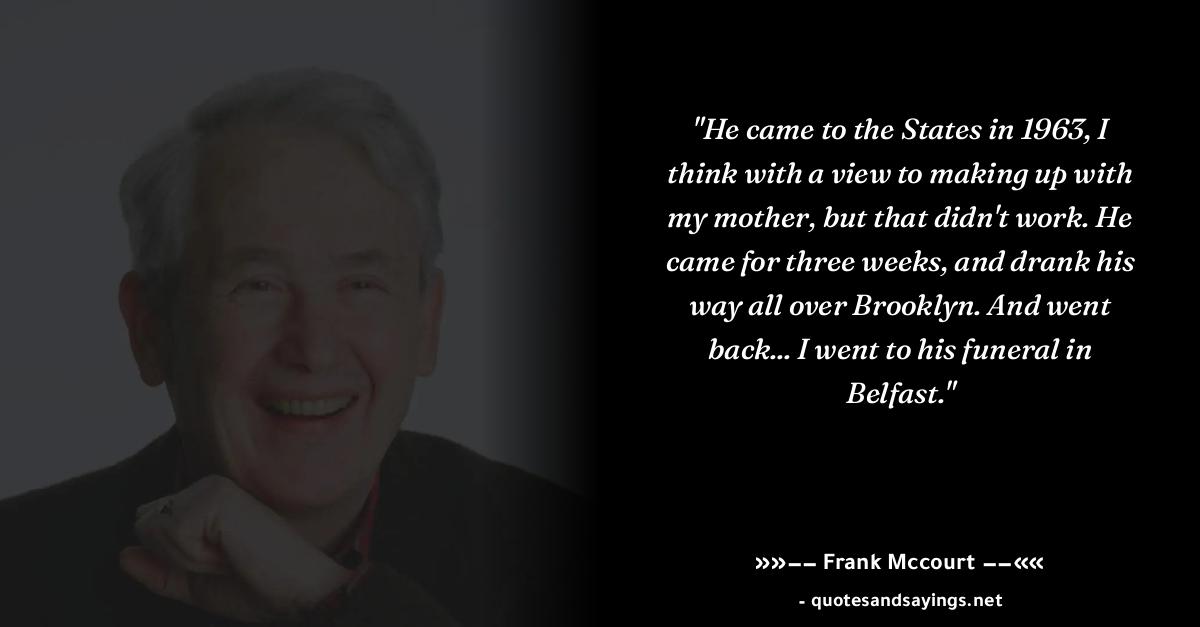 "He came to the States in 1963, I
think with a view to making up with
my mother, but that didn't work. He
came for three weeks, and drank his
way all over Brooklyn. And went
back... I went to his funeral in
Belfast."
»»−− Frank Mccourt −−««
- quotesandsayings.net